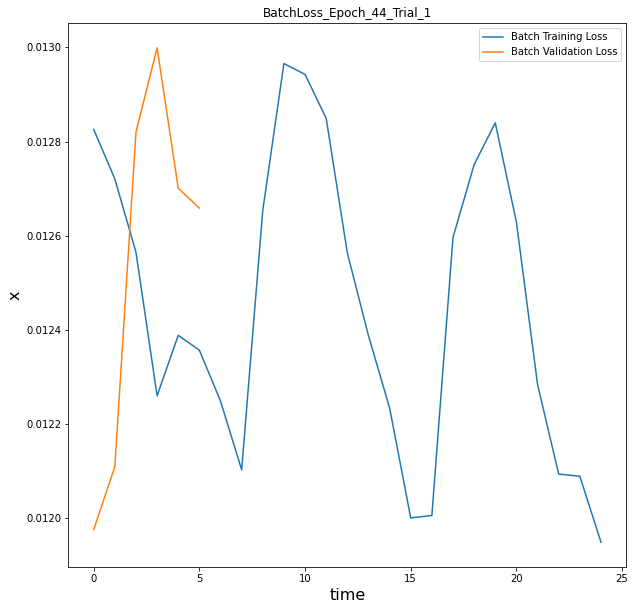 BatchLoss_Epoch_44_Trial_1
Batch Training Loss
Batch Validation Loss
0.0130
0.0128
0.0126
0.0124
0.0122
0.0120
x
0
5
10
15
20
25
time